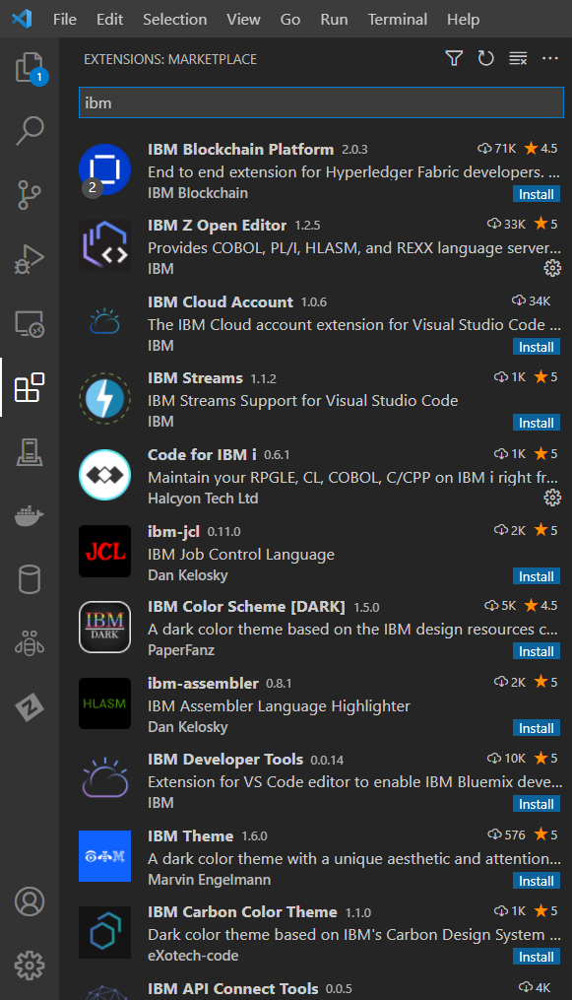 File Edit Selection View Go Run Terminal Help
EXTENSIONS: MARKETPLACE
1
ibm
IBM Blockchain Platform 2.0.3 71K 4.5
End to end extension for Hyperledger Fabric developers. ...
2
IBM Blockchain Install
IBM Z Open Editor 1.2.5 33K 5
Provides COBOL, PL/I, HLASM, and REXX language server...
IBM
IBM Cloud Account 1.0.6 34K
The IBM Cloud account extension for Visual Studio Code ...
IBM Install
IBM Streams 1.1.2 1K 5
IBM Streams Support for Visual Studio Code
IBM Install
Code for IBM i 0.6.1 1K 5
Maintain your RPGLE, CL, COBOL, C/CPP on IBM i right fr...
Halcyon Tech Ltd
ibm-jcl 0.11.0 2K 5
JCL
IBM Job Control Language
Dan Kelosky Install
IBM Color Scheme [DARK] 1.5.0 5K 4.5
IBM
DARK
A dark color theme based on the IBM design resources c...
PaperFanz Install
ibm-assembler 0.8.1 2K 5
HLASM
IBM Assembler Language Highlighter
Dan Kelosky Install
IBM Developer Tools 0.0.14 10K 5
Extension for VS Code editor to enable IBM Bluemix deve...
IBM Install
IBM Theme 1.6.0 576 5
A dark color theme with a unique aesthetic and attention...
Marvin Engelmann Install
IBM Carbon Color Theme 1.1.0 1K 5
Dark color theme based on IBM's Carbon Design System ...
eXotech-code Install
IBM API Connect Tools 0.0.5 4K